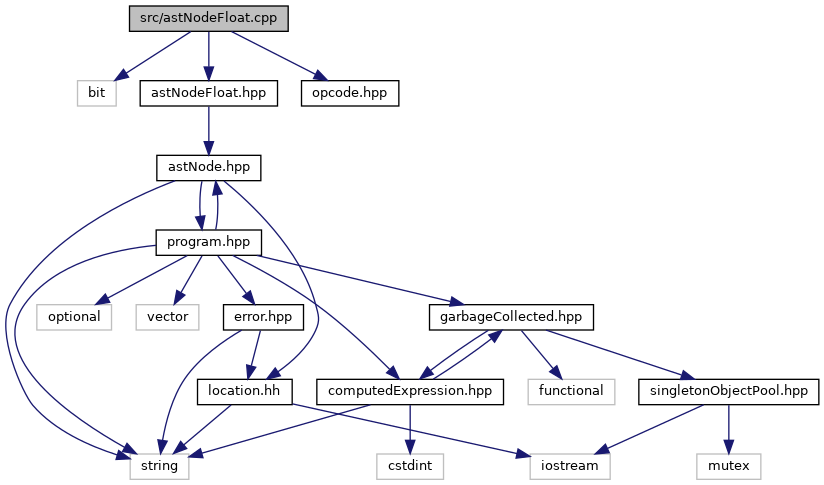 src/astNodeFloat.cpp
bit
astNodeFloat.hpp
opcode.hpp
astNode.hpp
program.hpp
optional
vector
error.hpp
garbageCollected.hpp
location.hh
computedExpression.hpp
functional
singletonObjectPool.hpp
string
cstdint
iostream
mutex